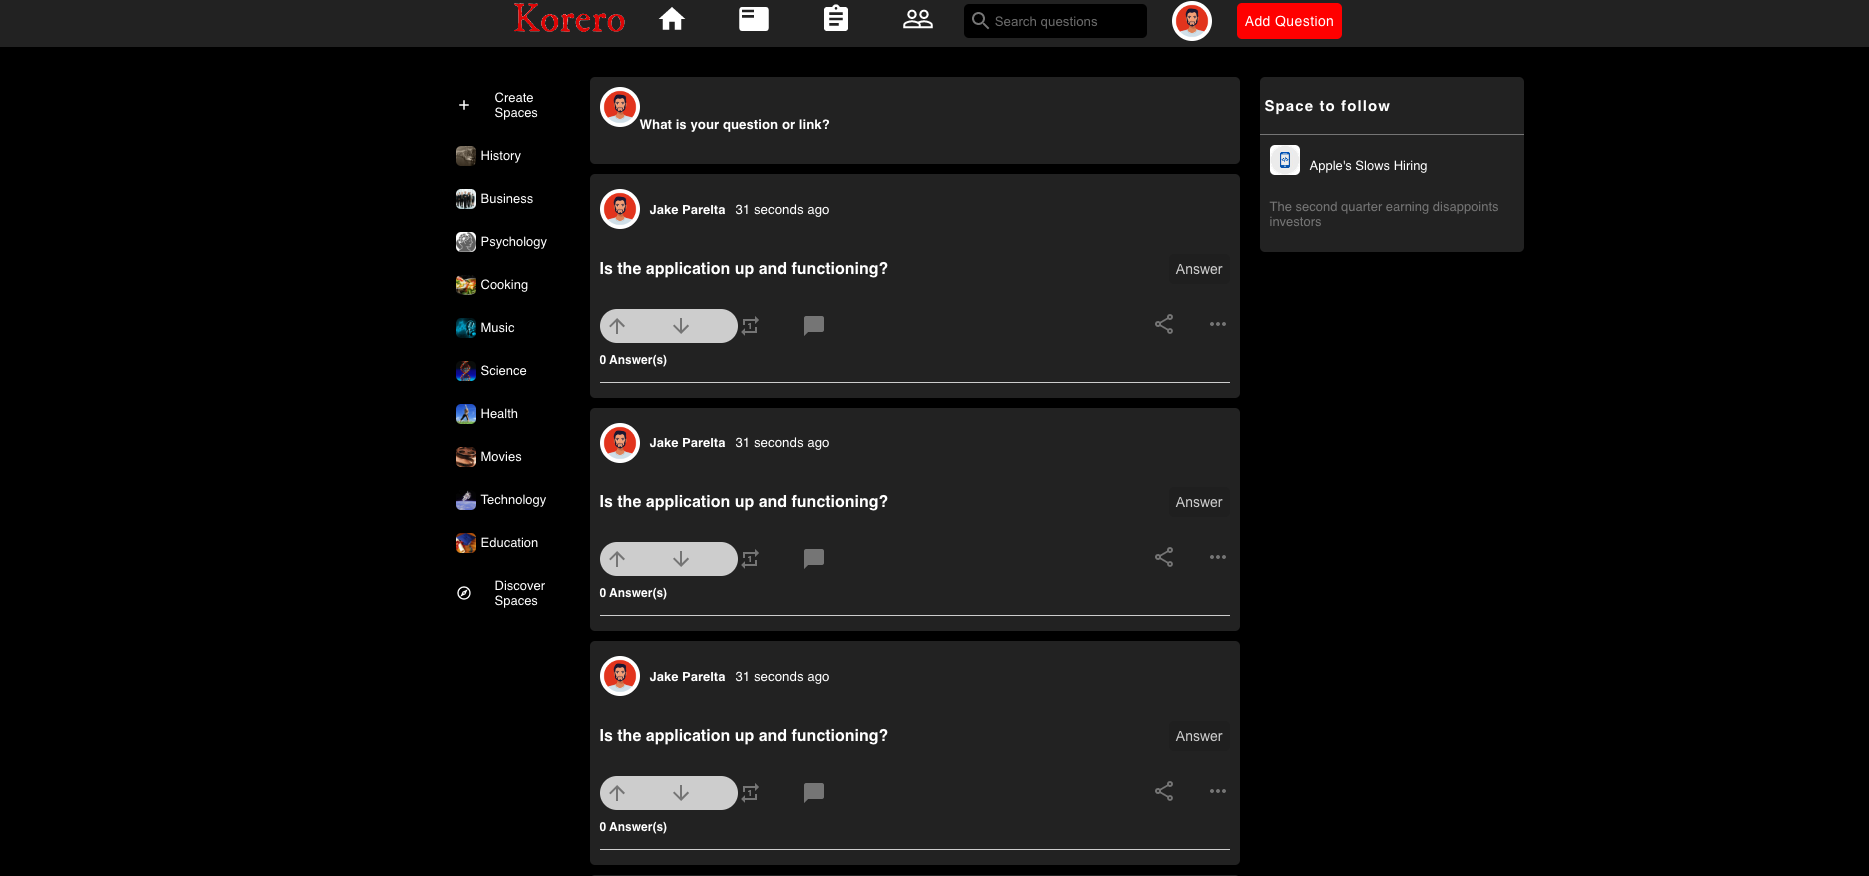 Korero
Search questions
Add Question
Create
Spaces
History
Business
Psychology
Cooking
Music
Science
Health
Movies
Technology
Education
Discover
Spaces
What is your question or link?
Jake Parelta 31 seconds ago
Is the application up and functioning?
Answer
1
0 Answer(s)
Jake Parelta 31 seconds ago
Is the application up and functioning?
Answer
1
0 Answer(s)
Jake Parelta 31 seconds ago
Is the application up and functioning?
Answer
1
0 Answer(s)
Space to follow
Apple's Slows Hiring
The second quarter earning disappoints
investors